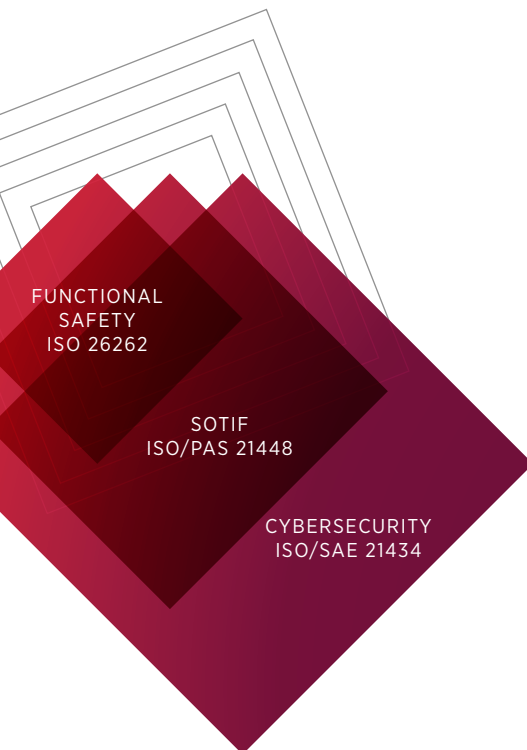 FUNCTIONAL
SAFETY
ISO 26262
SOTIF
ISO/PAS 21448
CYBERSECURITY
ISO/SAE 21434